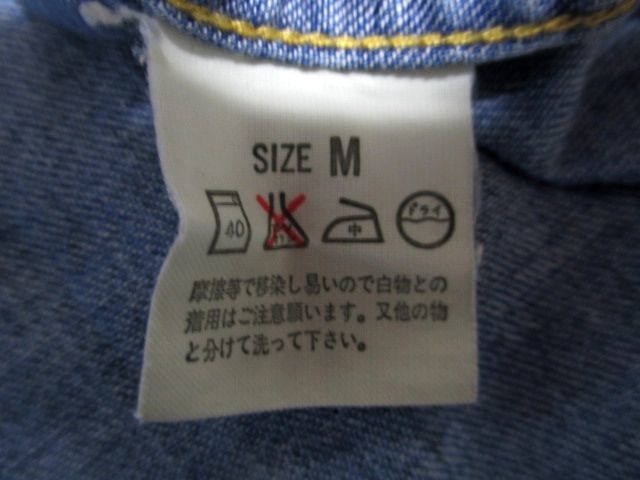 SIZE M
40 中 ドライ
摩擦等で移染し易いので白物との
着用はご注意願います。又他の物
と分けて洗って下さい。